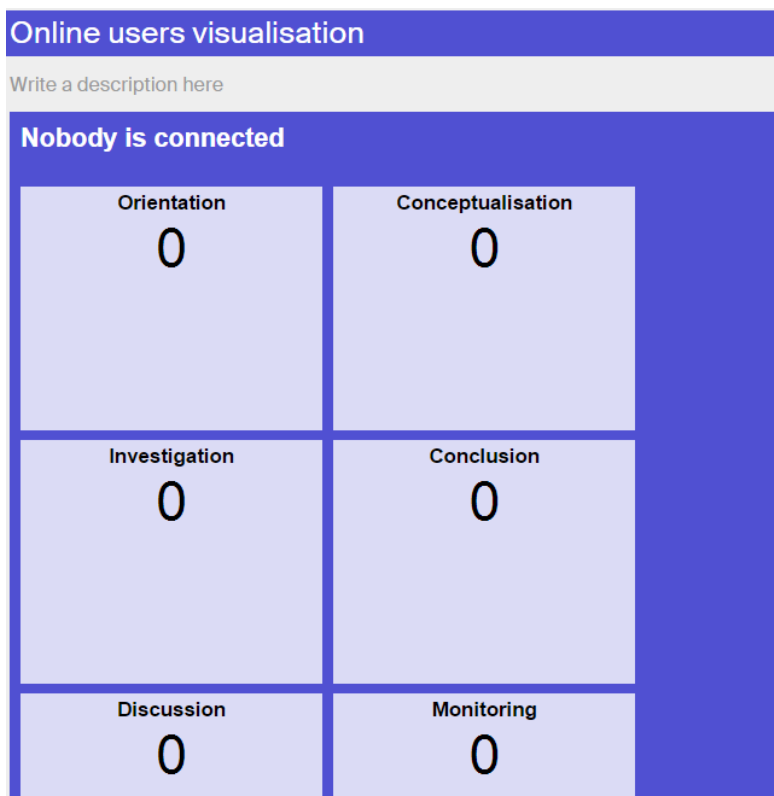 Online users visualisation
Write a description here
Nobody is connected
Orientation
0
Conceptualisation
0
Investigation
0
Conclusion
0
Discussion
0
Monitoring
0